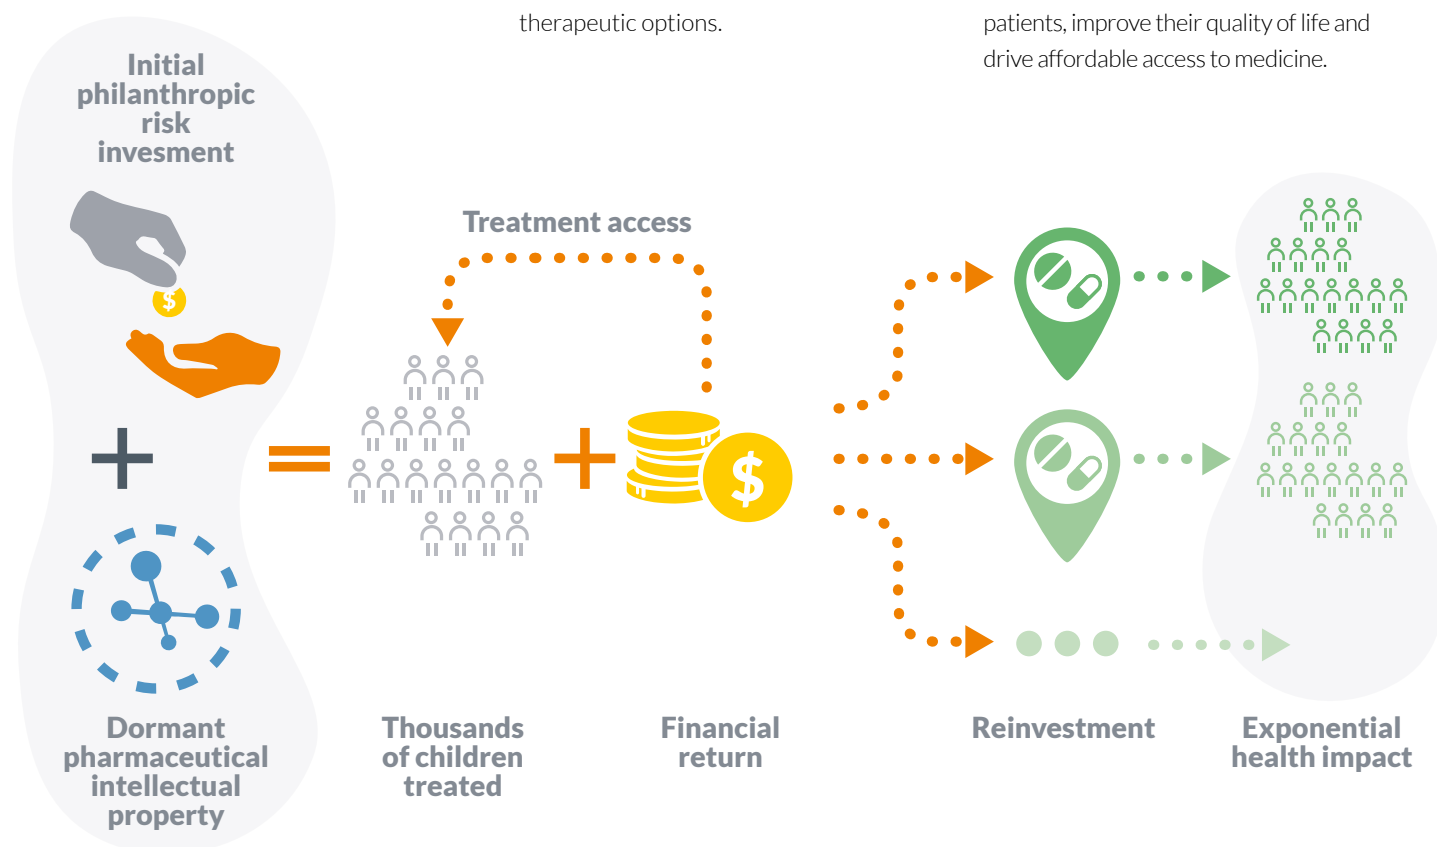 therapeutic options.
patients, improve their quality of life and
drive affordable access to medicine.
Initial
philanthropic
risk
invesment
$
Treatment access
$
Dormant
pharmaceutical
intellectual
property
Thousands
of children
treated
Financial
return
Reinvestment
Exponential
health impact